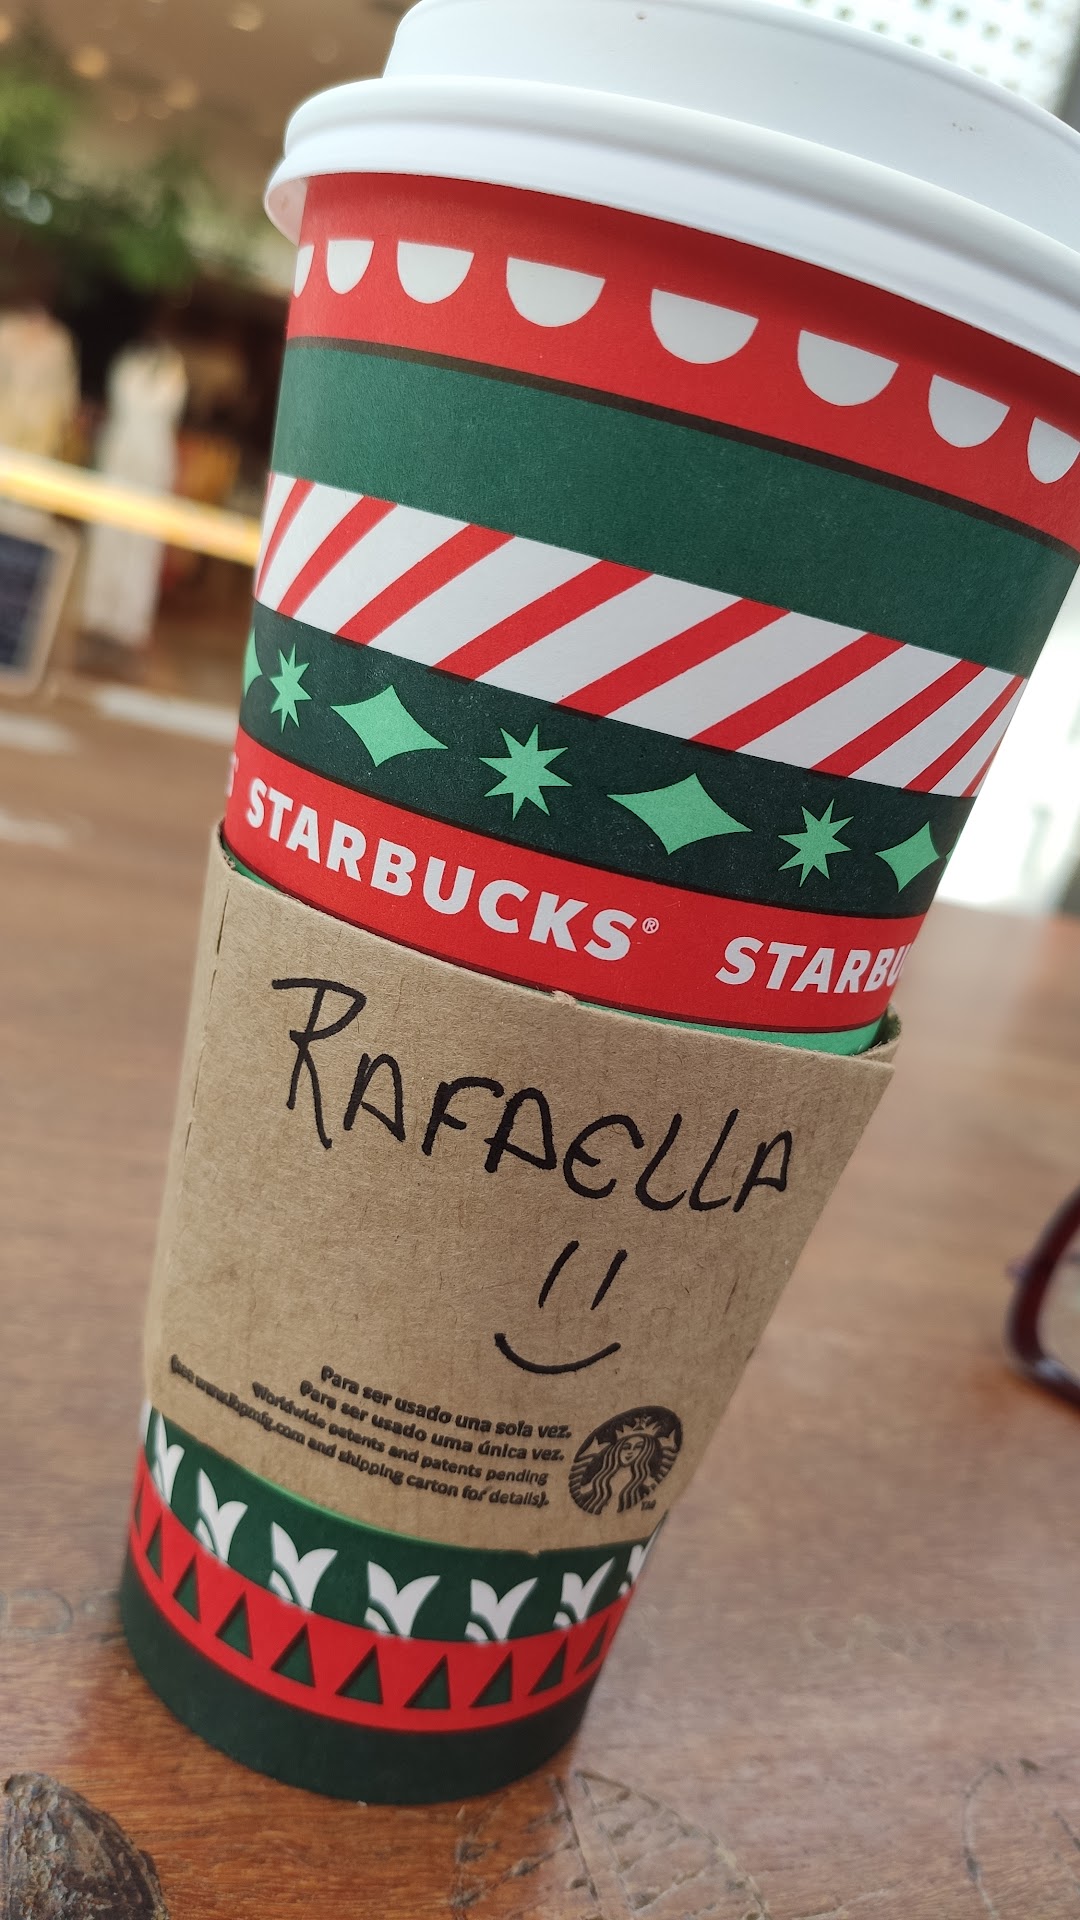 STARBUCKS® STARBU
RAFAELLA
Para ser usado una sola vez.
Para ser usado uma única vez.
Worldwide patents and patents pending
(see www.lbpmfg.com and shipping carton for details).